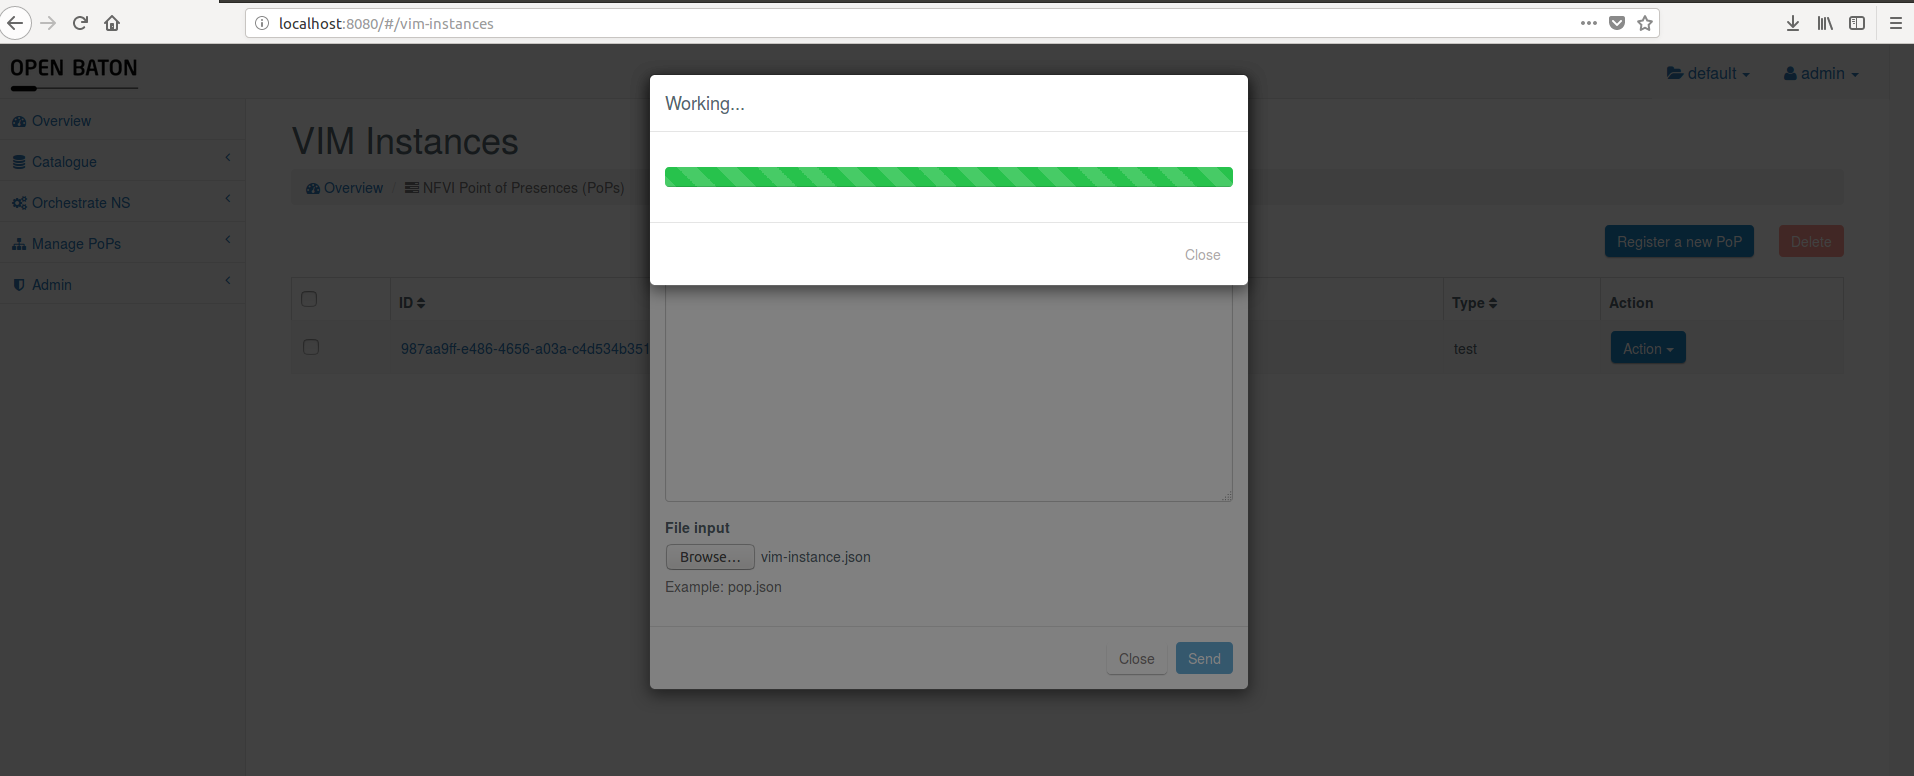 localhost:8080/#/vim-instances
OPEN BATON
default
admin
Overview
Catalogue
Orchestrate NS
Manage PoPs
Admin
VIM Instances
Overview / NFVI Point of Presences (PoPs)
Register a new PoP
Delete
ID
Type
Action
987aa9ff-e486-4656-a03a-c4d534b351
test
Action
Working...
Close
File input
Browse...
vim-instance.json
Example: pop.json
Close
Send